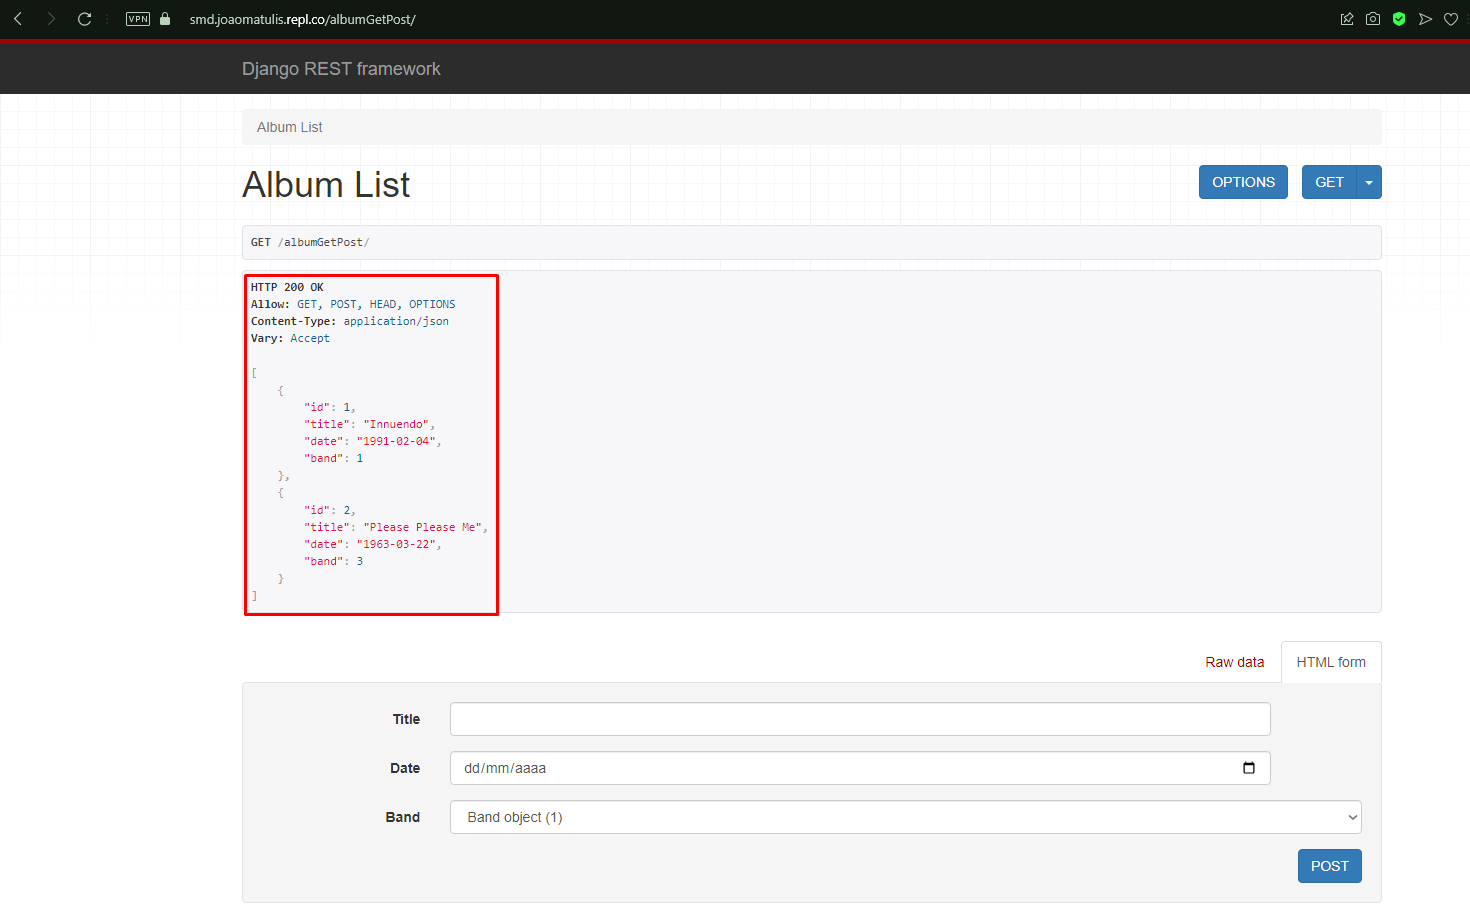 VPN
smd.joaomatulis.repl.co/albumGetPost/
Django REST framework
Album List
Album List
OPTIONS
GET
GET /albumGetPost/
HTTP 200 OK
Allow: GET, POST, HEAD, OPTIONS
Content-Type: application/json
Vary: Accept
[
    {
        "id": 1,
        "title": "Innuendo",
        "date": "1991-02-04",
        "band": 1
    },
    {
        "id": 2,
        "title": "Please Please Me",
        "date": "1963-03-22",
        "band": 3
    }
]
Raw data
HTML form
Title
Date dd/mm/aaaa
Band Band object (1)
POST